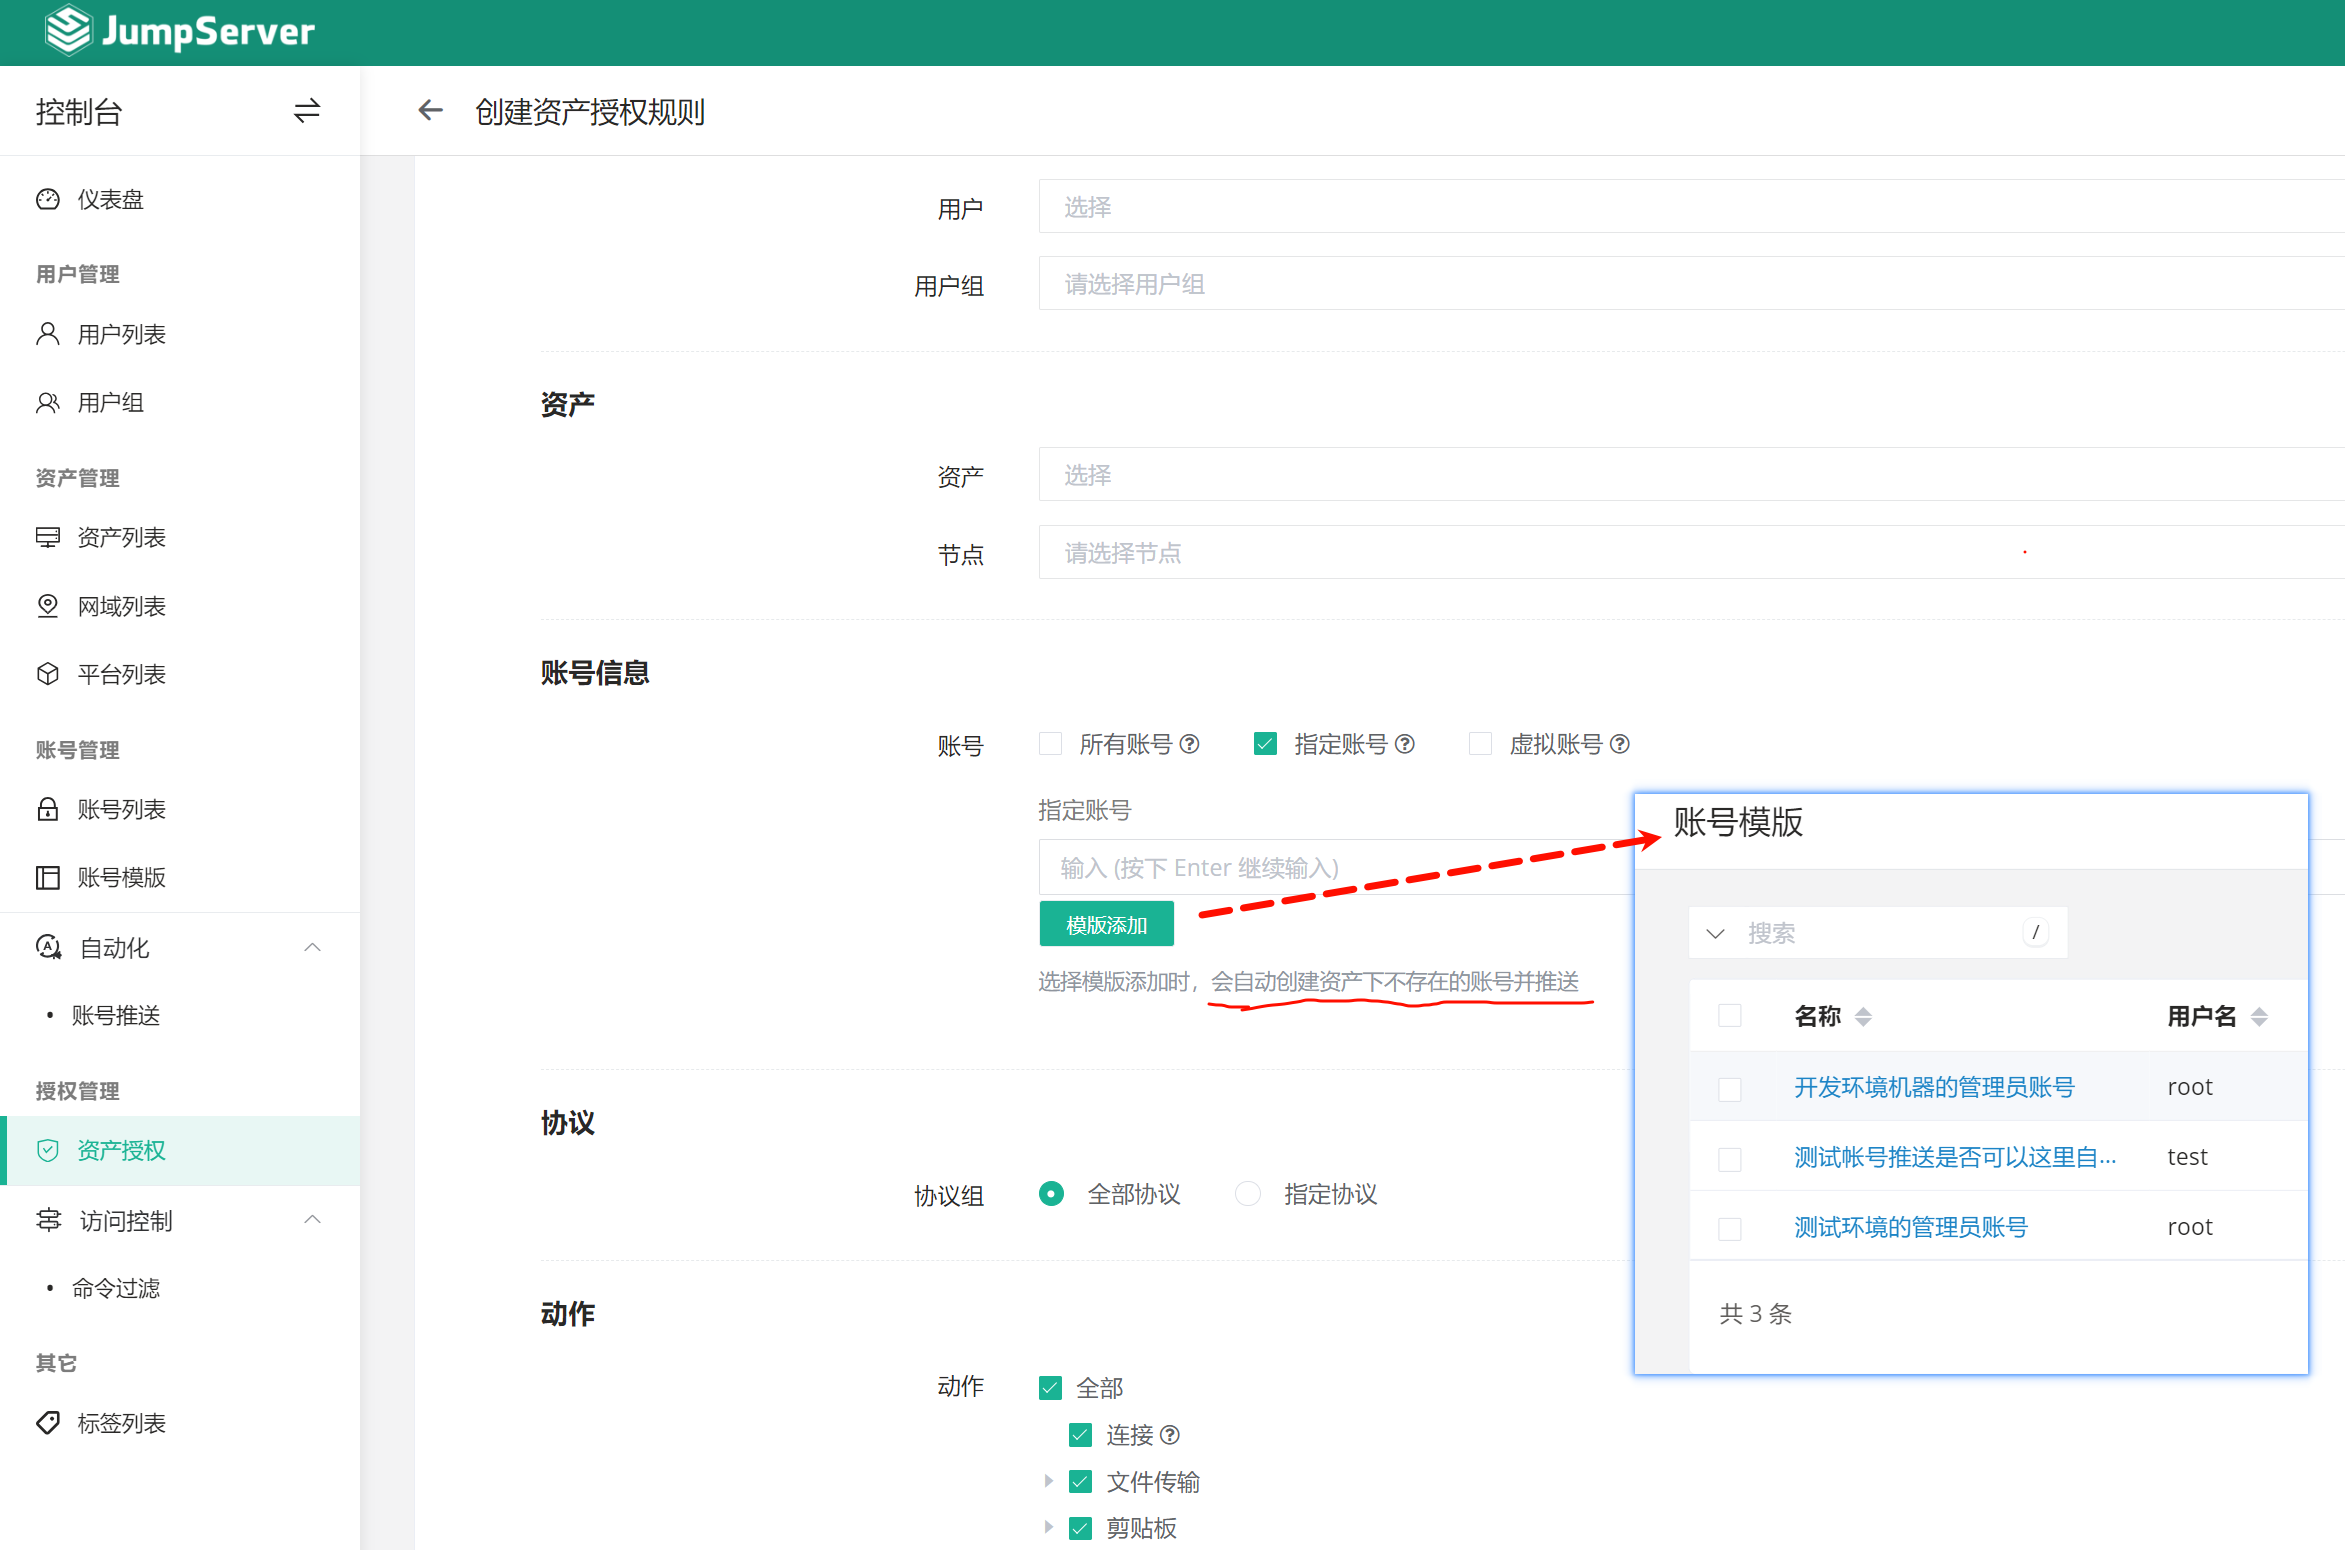 JumpServer
控制台
仪表盘
用户管理
用户列表
用户组
资产管理
资产列表
网域列表
平台列表
账号管理
账号列表
账号模版
自动化
账号推送
授权管理
资产授权
访问控制
命令过滤
其它
标签列表
创建资产授权规则
用户 选择
用户组 请选择用户组
资产
资产 选择
节点 请选择节点
账号信息
账号 所有账号 指定账号 虚拟账号
指定账号
输入 (按下 Enter 继续输入)
模版添加
选择模版添加时，会自动创建资产下不存在的账号并推送
协议
协议组 全部协议 指定协议
动作
动作 全部
连接
文件传输
剪贴板
账号模版
搜索 /
名称 用户名
开发环境机器的管理员账号 root
测试帐号推送是否可以这里自... test
测试环境的管理员账号 root
共 3 条